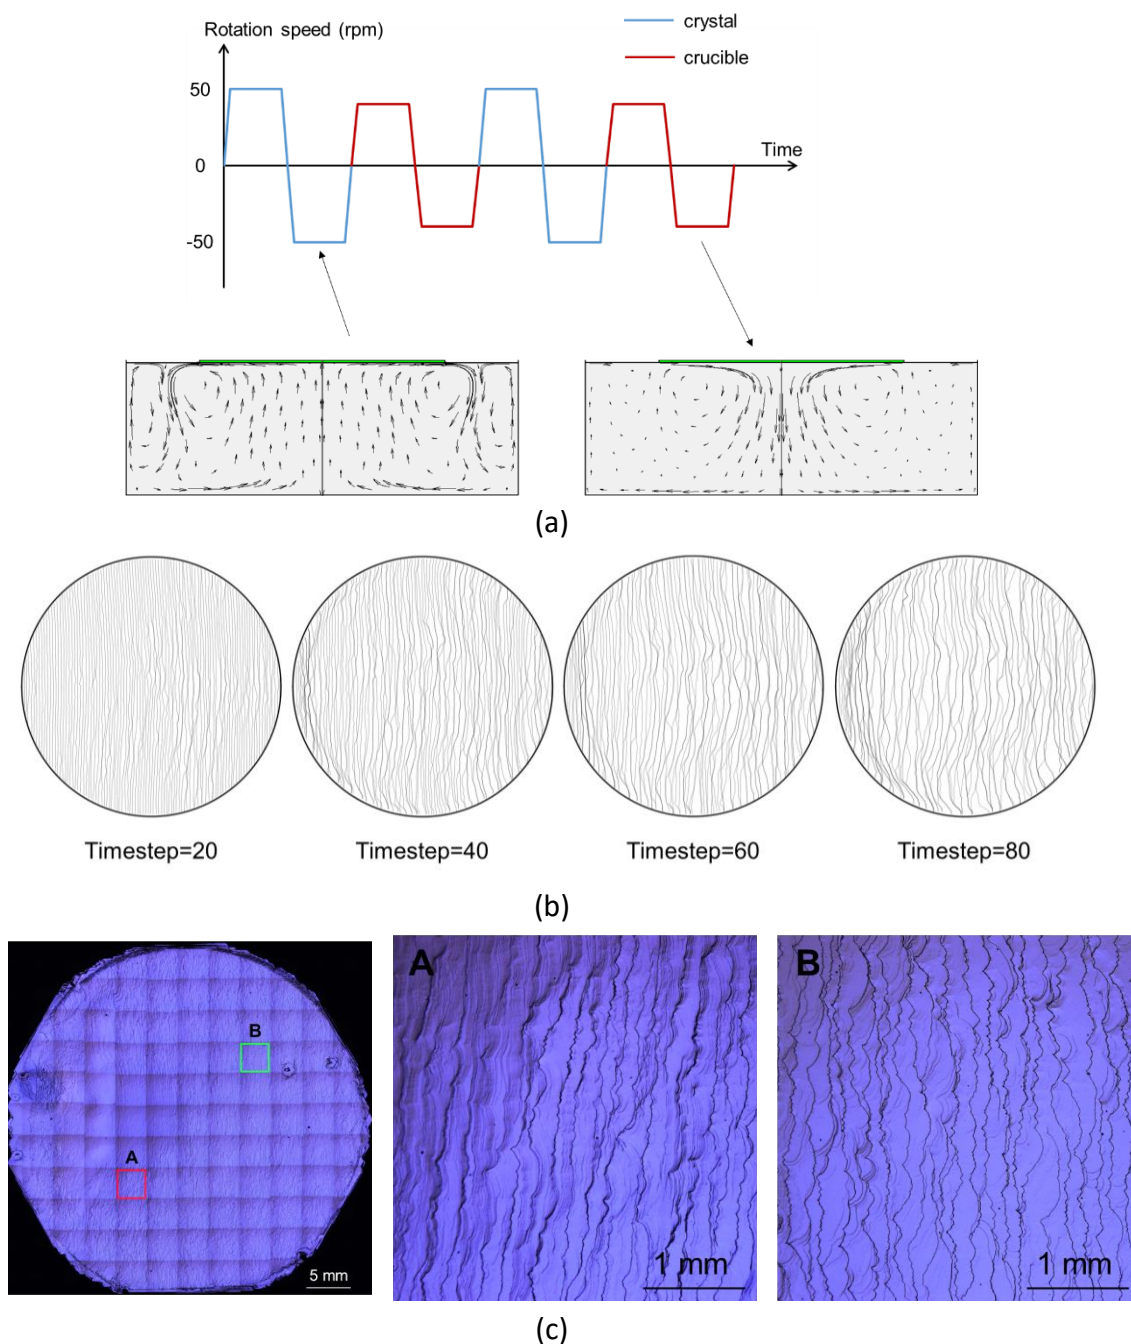 crystal
Rotation speed (rpm)
crucible
50
0
Time
-50
(a)
Timestep=20 Timestep=40 Timestep=60 Timestep=80
(b)
A B
B
A
5 mm 1 mm 1 mm
(c)